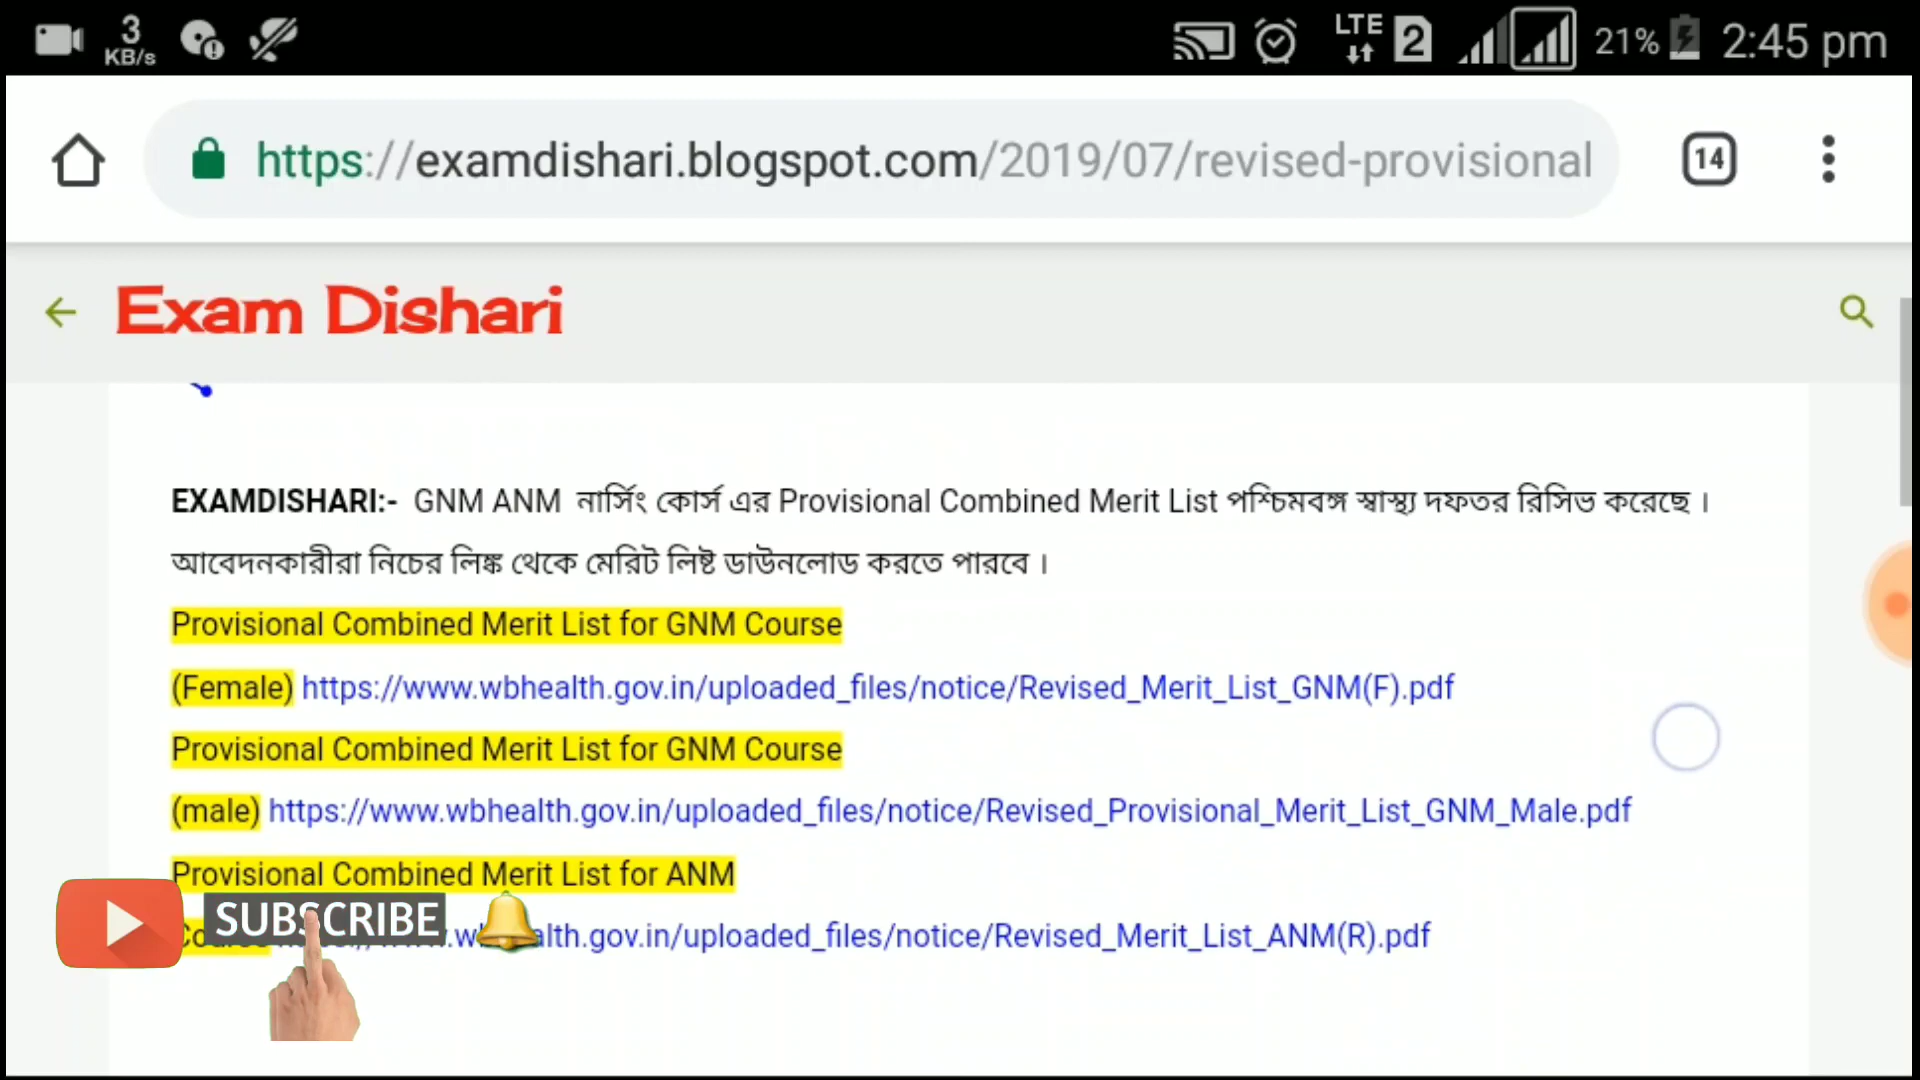 3
KB/s
LTE
2
21%
2:45 pm
https://examdishari.blogspot.com/2019/07/revised-provisional
14
Exam Dishari
EXAMDISHARI:- GNM ANM নার্সিং কোর্স এর Provisional Combined Merit List পশ্চিমবঙ্গ স্বাস্থ্য দফতর রিসিভ করেছে ।
আবেদনকারীরা নিচের লিঙ্ক থেকে মেরিট লিষ্ট ডাউনলোড করতে পারবে ।
Provisional Combined Merit List for GNM Course
(Female) https://www.wbhealth.gov.in/uploaded_files/notice/Revised_Merit_List_GNM(F).pdf
Provisional Combined Merit List for GNM Course
(male) https://www.wbhealth.gov.in/uploaded_files/notice/Revised_Provisional_Merit_List_GNM_Male.pdf
Provisional Combined Merit List for ANM
SUBSCRIBE
alth.gov.in/uploaded_files/notice/Revised_Merit_List_ANM(R).pdf